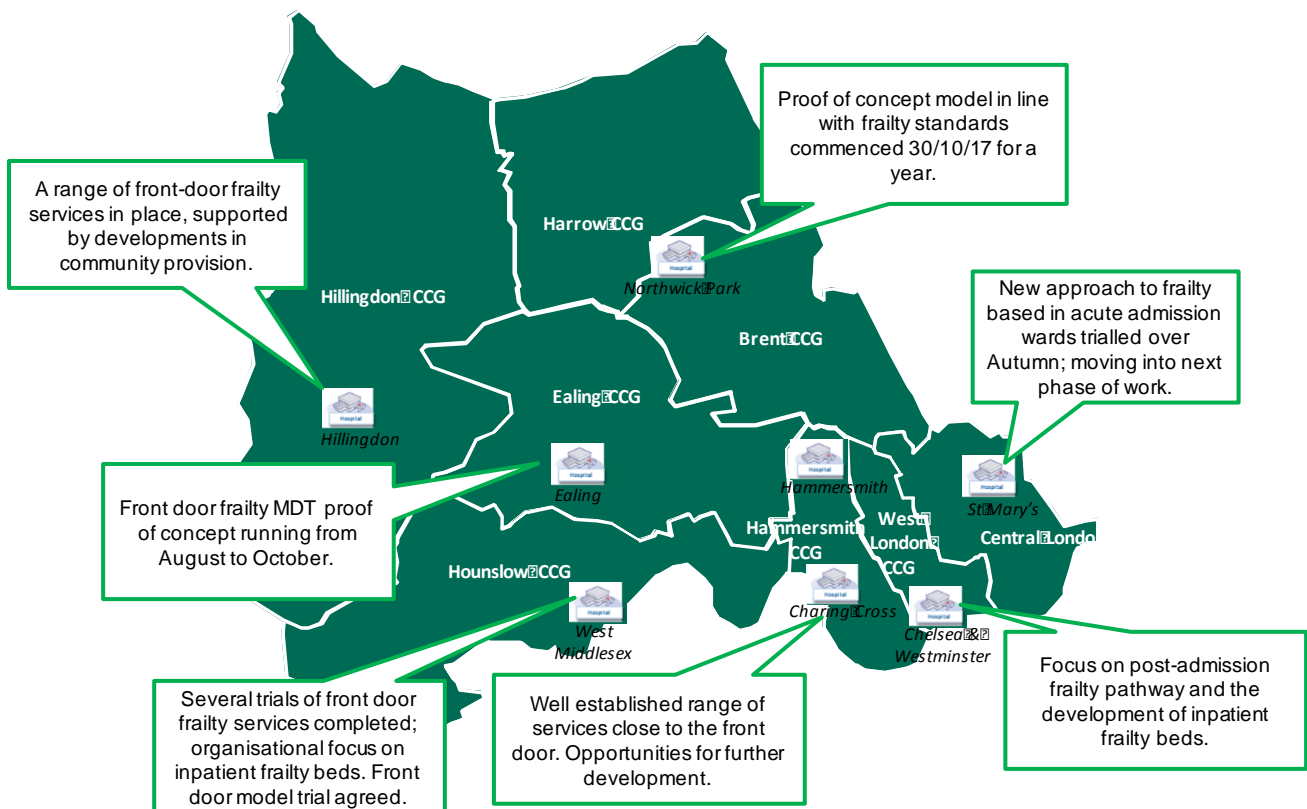 Proof of concept model in line
with frailty standards
commenced 30/10/17 for a
year.
A range of front-door frailty
services in place, supported
by developments in
community provision.
Harrow CCG
Hospital
Northwick Park
Hillingdon CCG
New approach to frailty
based in acute admission
wards trialled over
Autumn; moving into next
phase of work.
Brent CCG
Ealing CCG
Hospital
Hillingdon
Hospital
Ealing
Hospital
Hammersmith
Hospital
St Mary's
Front door frailty MDT proof
of concept running from
August to October.
Hammersmith
CCG
West
London
CCG
Central Londo
Hounslow CCG
Hospital
West
Middlesex
Hospital
Charing Cross
Hospital
Chelsea &
Westminster
Several trials of front door
frailty services completed;
organisational focus on
inpatient frailty beds. Front
door model trial agreed.
Well established range of
services close to the front
door. Opportunities for further
development.
Focus on post-admission
frailty pathway and the
development of inpatient
frailty beds.